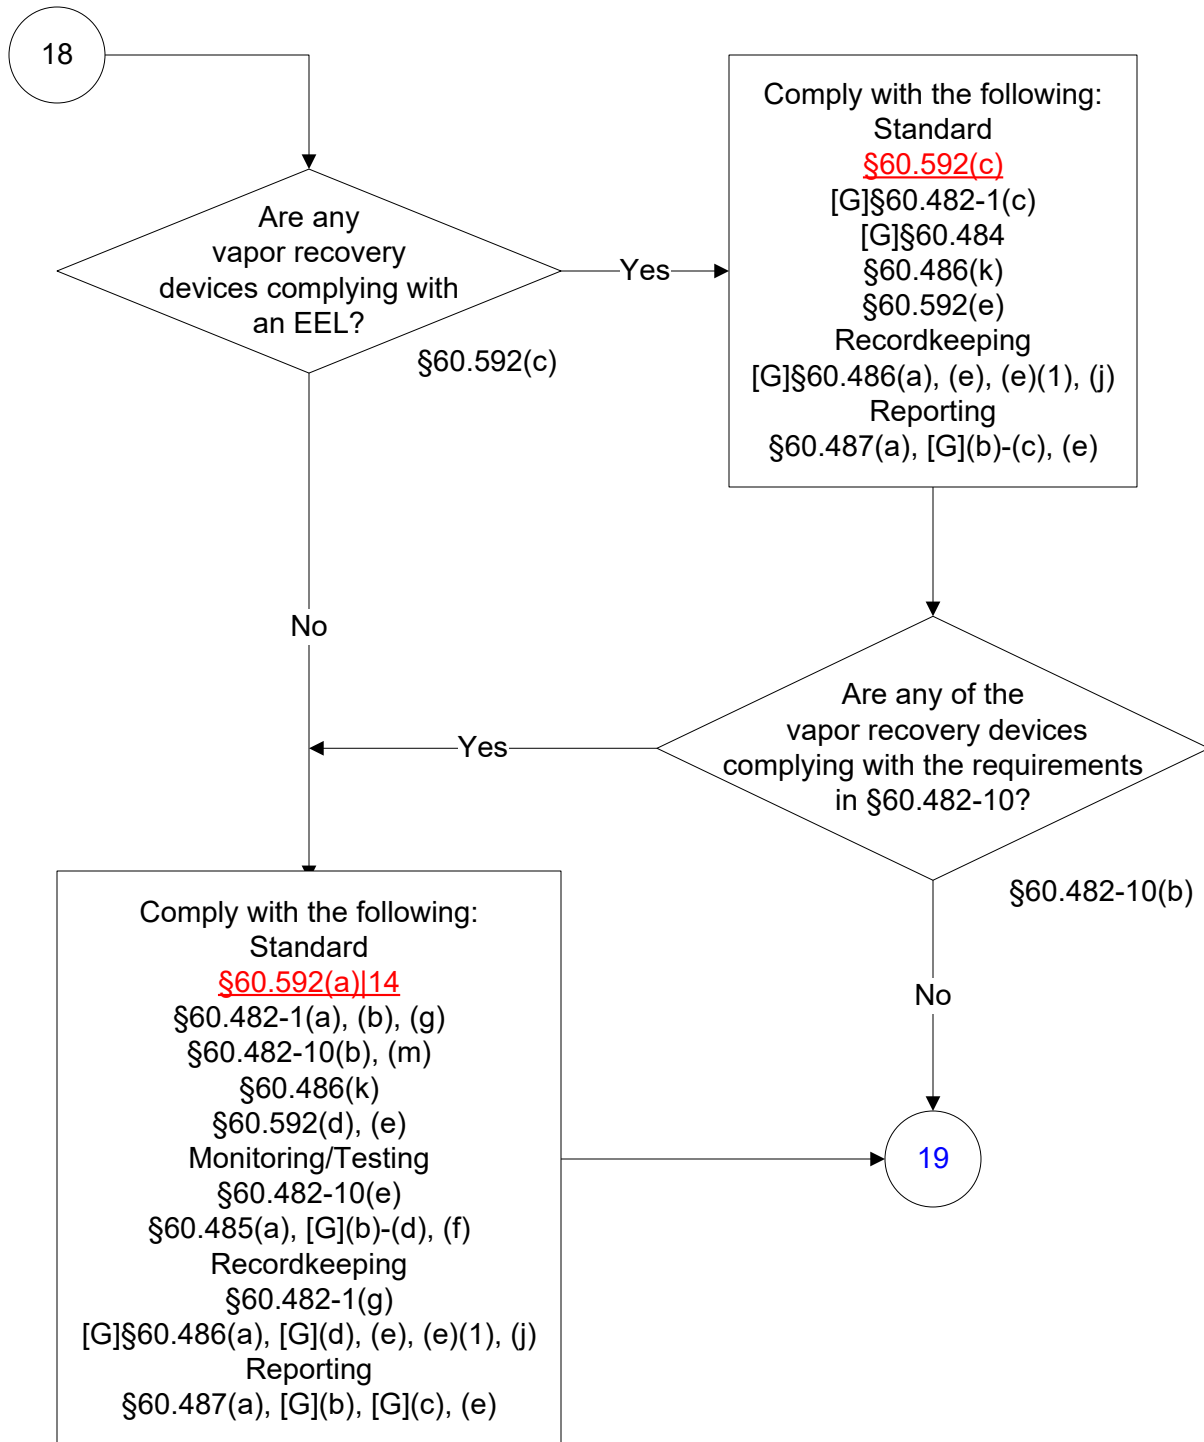 18
Are any
vapor recovery
devices complying with
an EEL?
§60.592(c)
Yes
Comply with the following:
Standard
§60.592(c)
[G]§60.482-1(c)
[G]§60.484
§60.486(k)
§60.592(e)
Recordkeeping
[G]§60.486(a), (e), (e)(1), (j)
Reporting
§60.487(a), [G](b)-(c), (e)
No
Are any of the
vapor recovery devices
complying with the requirements
in §60.482-10?
§60.482-10(b)
Yes
No
Comply with the following:
Standard
§60.592(a)|14
§60.482-1(a), (b), (g)
§60.482-10(b), (m)
§60.486(k)
§60.592(d), (e)
Monitoring/Testing
§60.482-10(e)
§60.485(a), [G](b)-(d), (f)
Recordkeeping
§60.482-1(g)
[G]§60.486(a), [G](d), (e), (e)(1), (j)
Reporting
§60.487(a), [G](b), [G](c), (e)
19